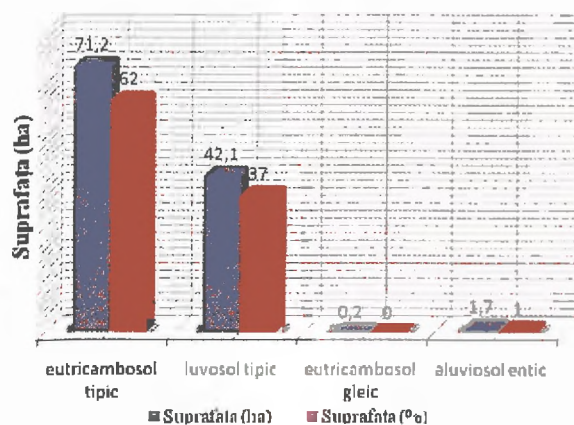 71,2
62
42,1
37
0,2 0
1,7 1
Suprafața (ha)
eutricambosol tipic
luvosol tipic
eutricambosol gleic
aluviosol entic
Suprafata (ha) Suprafata (%)